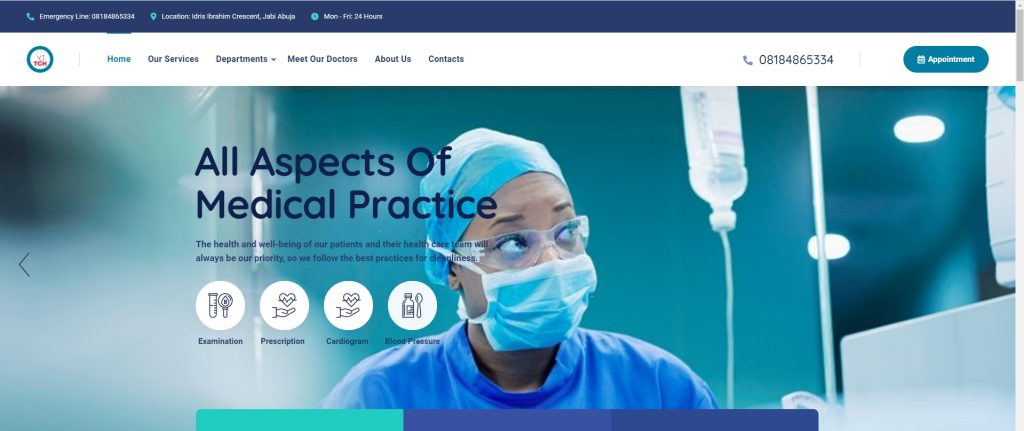 Emergency Line: 08184865334
Location: Idris Ibrahim Crescent, Jabi Abuja
Mon - Fri: 24 Hours
TCH
Home
Our Services
Departments
Meet Our Doctors
About Us
Contacts
08184865334
Appointment
All Aspects Of
Medical Practice
The health and well-being of our patients and their health care team will
always be our priority, so we follow the best practices for cleanliness.
Examination
Prescription
Cardiogram
Blood Pressure